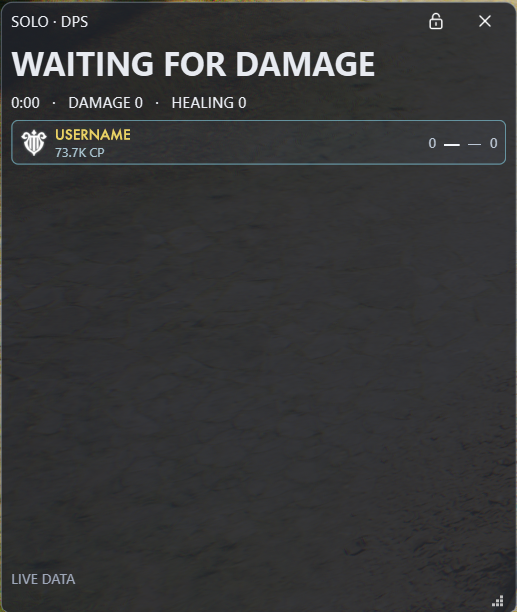 SOLO · DPS
WAITING FOR DAMAGE
0:00 · DAMAGE 0 · HEALING 0
USERNAME
73.7K CP
0 — — 0
LIVE DATA